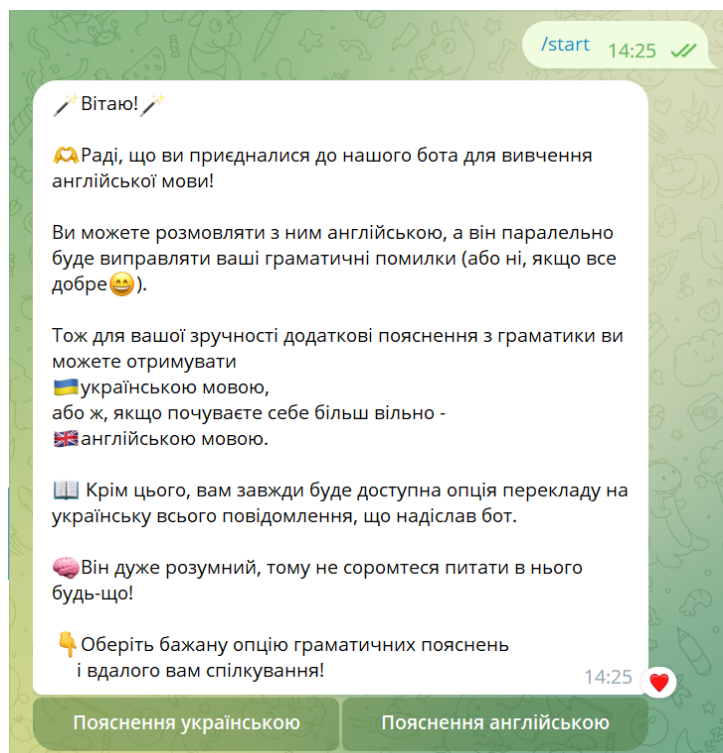 /start 14:25
🪄Вітаю!🪄
🫶Раді, що ви приєдналися до нашого бота для вивчення
англійської мови!
Ви можете розмовляти з ним англійською, а він паралельно
буде виправляти ваші граматичні помилки (або ні, якщо все
добре😄).
Тож для вашої зручності додаткові пояснення з граматики ви
можете отримувати
🇺🇦українською мовою,
або ж, якщо почуваєте себе більш вільно -
🇬🇧англійською мовою.
📖 Крім цього, вам завжди буде доступна опція перекладу на
українську всього повідомлення, що надіслав бот.
🧠Він дуже розумний, тому не соромтеся питати в нього
будь-що!
👇Оберіть бажану опцію граматичних пояснень
і вдалого вам спілкування!
14:25 ❤️
Пояснення українською
Пояснення англійською